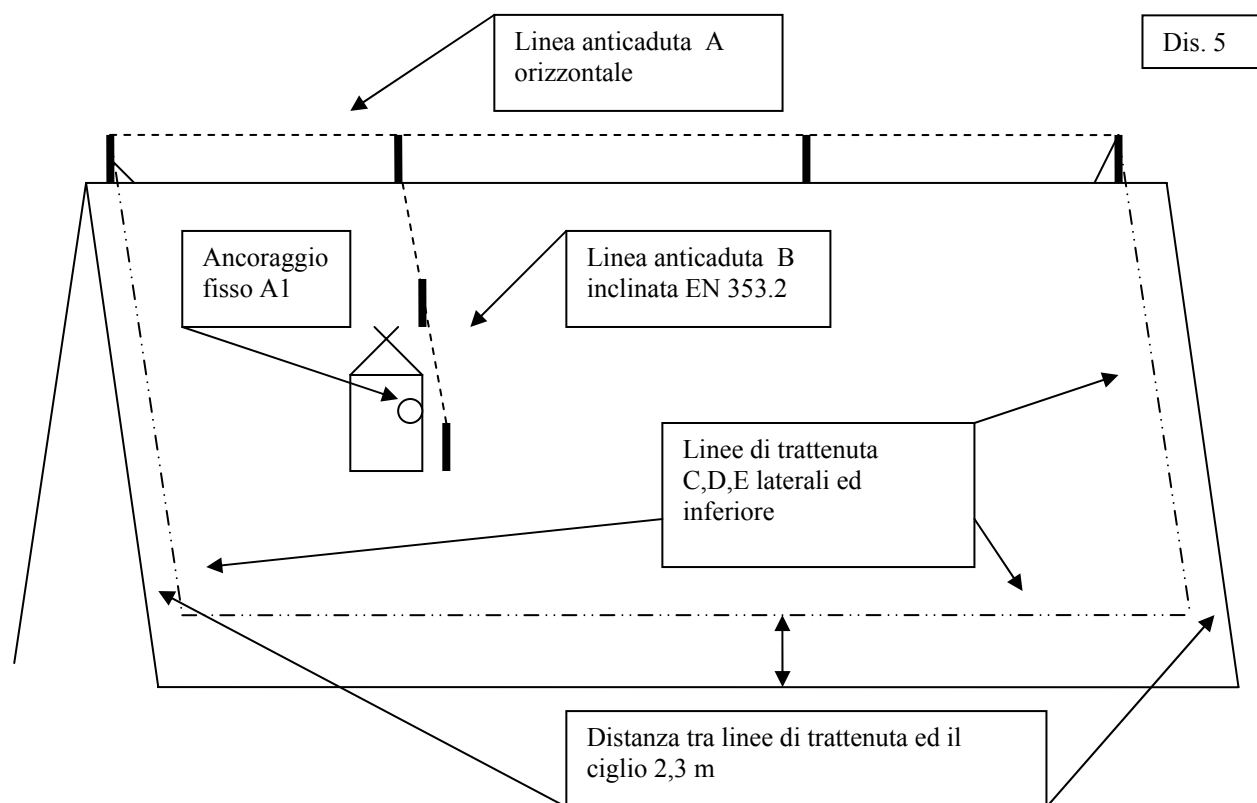 Linea anticaduta A
orizzontale
Dis. 5
Ancoraggio
fisso A1
Linea anticaduta B
inclinata EN 353.2
Linee di trattenuta
C,D,E laterali ed
inferiore
Distanza tra linee di trattenuta ed il
ciglio 2,3 m